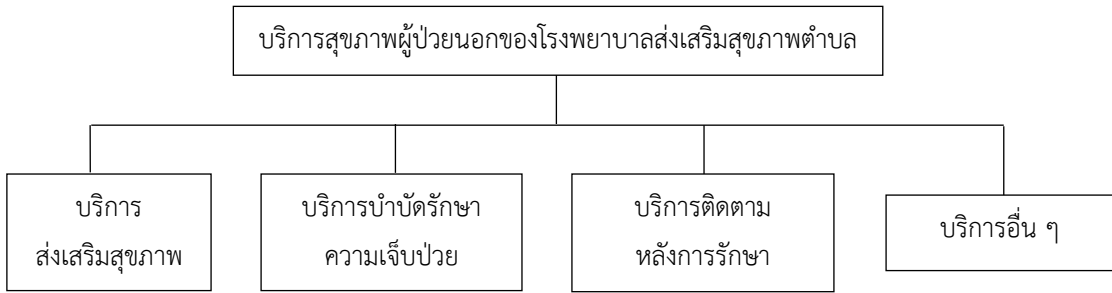 บริการสุขภาพผู้ป่วยนอกของโรงพยาบาลส่งเสริมสุขภาพตำบล
บริการ
ส่งเสริมสุขภาพ
บริการบำบัดรักษา
ความเจ็บป่วย
บริการติดตาม
หลังการรักษา
บริการอื่น ๆ